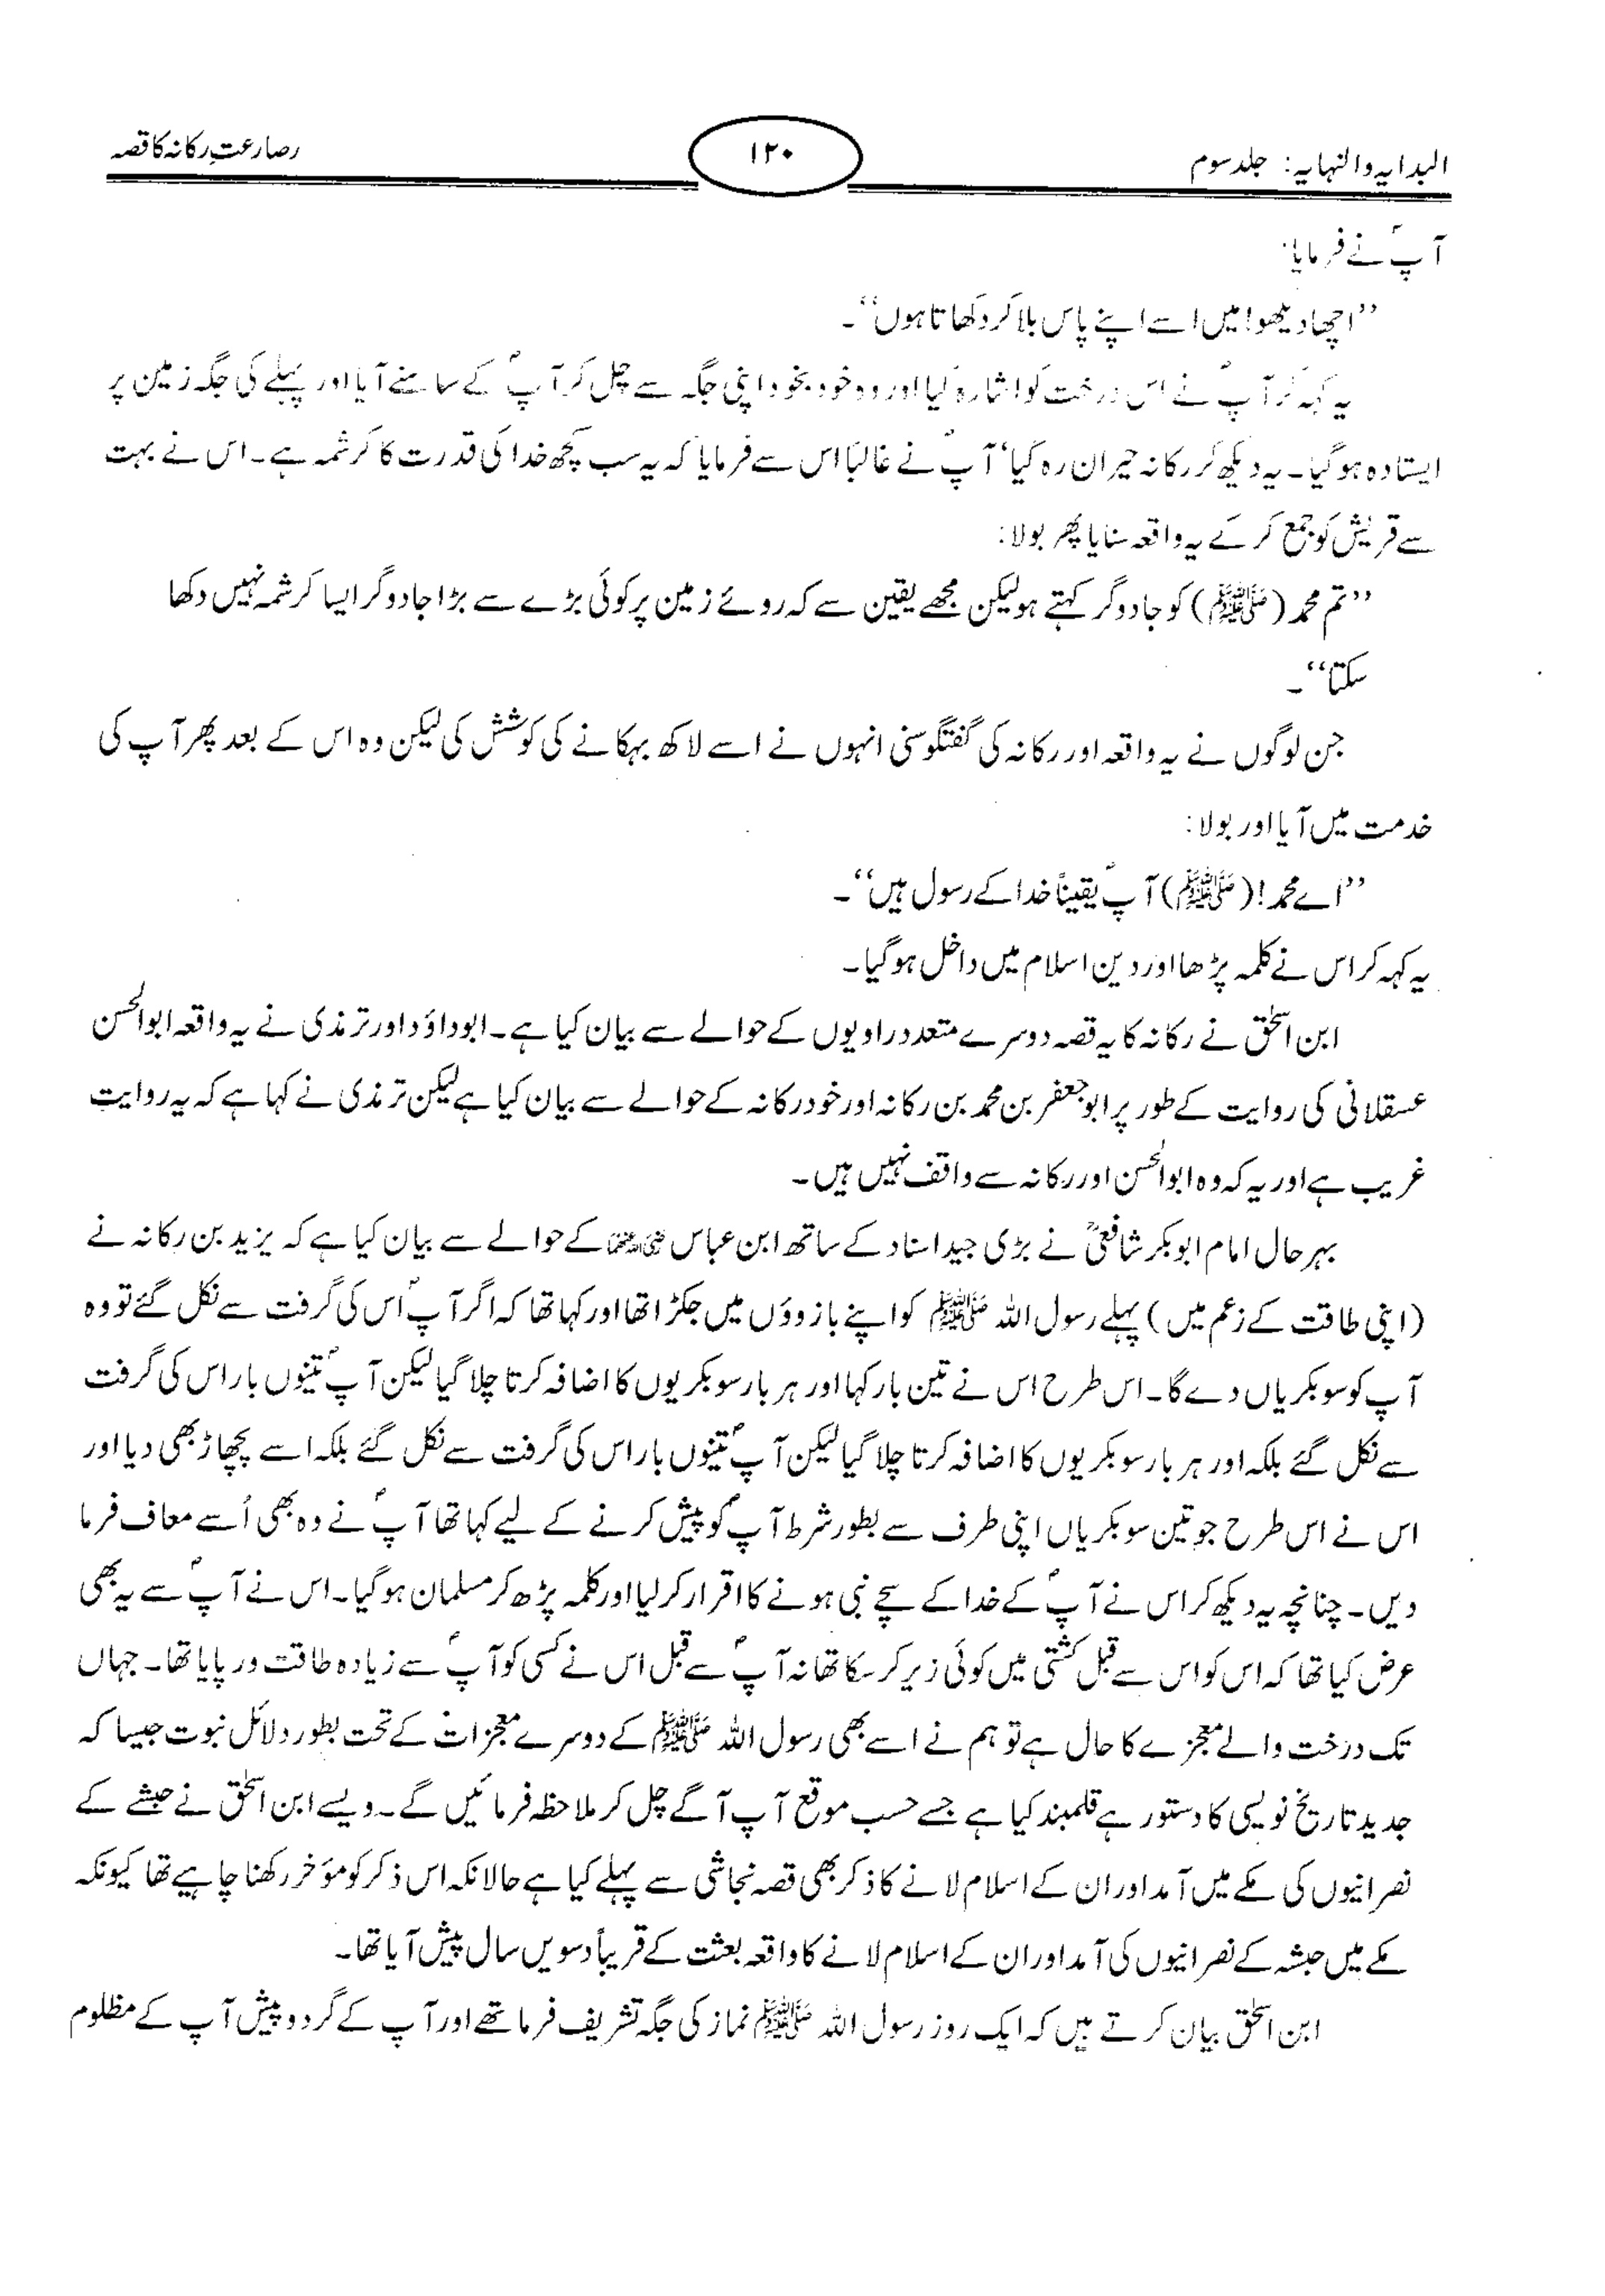 البدایہ والنہایہ: جلد سوم
۱۲۰
رصارعتِ رکانہ کا قصہ
آپؐ نے فرمایا:
’’اچھا دیکھو! میں اسے اپنے پاس بلا کر دکھاتا ہوں‘‘۔
یہ کہہ کر آپؐ نے اس درخت کو اشارہ کیا اور وہ خود بخود اپنی جگہ سے چل کر آپؐ کے سامنے آیا اور پہلے کی جگہ زمین پر
ایستادہ ہو گیا۔ یہ دیکھ کر رکانہ حیران رہ گیا‘ آپؐ نے غالباً اس سے فرمایا کہ یہ سب کچھ خدا کی قدرت کا کرشمہ ہے۔ اس نے بہت
سے قریش کو جمع کر کے یہ واقعہ سنایا پھر بولا:
’’تم محمد (ﷺ) کو جادوگر کہتے ہو لیکن مجھے یقین سے کہ روئے زمین پر کوئی بڑے سے بڑا جادوگر ایسا کرشمہ نہیں دکھا
سکتا‘‘۔
جن لوگوں نے یہ واقعہ اور رکانہ کی گفتگو سنی انہوں نے اسے لاکھ بہکانے کی کوشش کی لیکن وہ اس کے بعد پھر آپ کی
خدمت میں آیا اور بولا:
’’اے محمد! (ﷺ) آپؐ یقیناً خدا کے رسول ہیں‘‘۔
یہ کہہ کر اس نے کلمہ پڑھا اور دین اسلام میں داخل ہو گیا۔
ابن اسحٰق نے رکانہ کا یہ قصہ دوسرے متعدد راویوں کے حوالے سے بیان کیا ہے۔ ابوداؤد اور ترمذی نے یہ واقعہ ابوالحسن
عسقلانی کی روایت کے طور پر ابوجعفر بن محمد بن رکانہ اور خود رکانہ کے حوالے سے بیان کیا ہے لیکن ترمذی نے کہا ہے کہ یہ روایت
غریب ہے اور یہ کہ وہ ابوالحسن اور رکانہ سے واقف نہیں ہیں۔
بہر حال امام ابوبکر شافعیؒ نے بڑی جید اسناد کے ساتھ ابن عباس رضی اللہ عنہما کے حوالے سے بیان کیا ہے کہ یزید بن رکانہ نے
(اپنی طاقت کے زعم میں) پہلے رسول اللہ ﷺ کو اپنے بازوؤں میں جکڑا تھا اور کہا تھا کہ اگر آپؐ اس کی گرفت سے نکل گئے تو وہ
آپ کو سو بکریاں دے گا۔ اس طرح اس نے تین بار کہا اور ہر بار سو بکریوں کا اضافہ کرتا چلا گیا لیکن آپؐ تینوں بار اس کی گرفت
سے نکل گئے بلکہ اور ہر بار سو بکریوں کا اضافہ کرتا چلا گیا لیکن آپؐ تینوں بار اس کی گرفت سے نکل گئے بلکہ اسے پچھاڑ بھی دیا اور
اس نے اس طرح جو تین سو بکریاں اپنی طرف سے بطور شرط آپؐ کو پیش کرنے کے لیے کہا تھا آپؐ نے وہ بھی اُسے معاف فرما
دیں۔ چنانچہ یہ دیکھ کر اس نے آپؐ کے خدا کے سچے نبی ہونے کا اقرار کر لیا اور کلمہ پڑھ کر مسلمان ہو گیا۔ اس نے آپؐ سے یہ بھی
عرض کیا تھا کہ اس کو اس سے قبل کشتی میں کوئی زیر کر سکا تھا نہ آپؐ سے قبل اس نے کسی کو آپؐ سے زیادہ طاقت ور پایا تھا۔ جہاں
تک درخت والے معجزے کا حال ہے تو ہم نے اسے بھی رسول اللہ ﷺ کے دوسرے معجزات کے تحت بطور دلائل نبوت جیسا کہ
جدید تاریخ نویسی کا دستور ہے قلمبند کیا ہے جسے حسب موقع آپ آگے چل کر ملاحظہ فرمائیں گے۔ ویسے ابن اسحٰق نے حبشے کے
نصرانیوں کی مکے میں آمد اور ان کے اسلام لانے کا ذکر بھی قصہ نجاشی سے پہلے کیا ہے حالانکہ اس ذکر کو مؤخر رکھنا چاہیے تھا کیونکہ
مکے میں حبشہ کے نصرانیوں کی آمد اور ان کے اسلام لانے کا واقعہ بعثت کے قریباً دسویں سال پیش آیا تھا۔
ابن اسحٰق بیان کرتے ہیں کہ ایک روز رسول اللہ ﷺ نماز کی جگہ تشریف فرما تھے اور آپ کے گرد و پیش آپ کے مظلوم